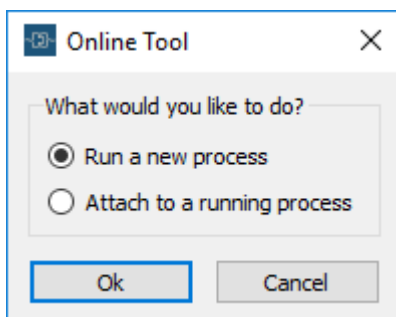 Online Tool
What would you like to do?
Run a new process
Attach to a running process
Ok
Cancel